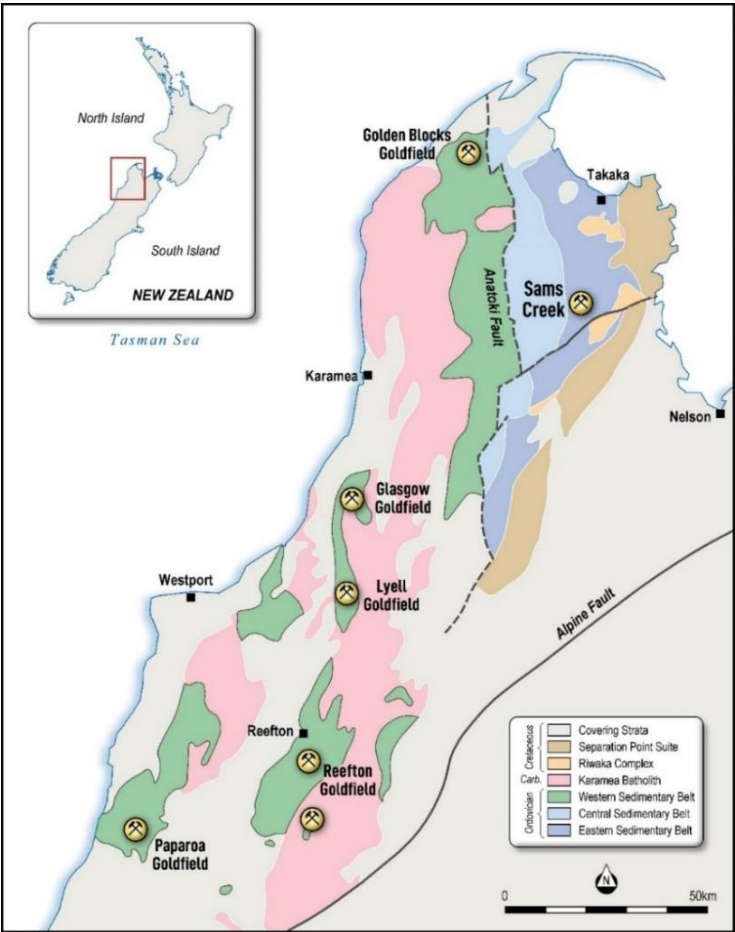 North Island
South Island
NEW ZEALAND
Tasman Sea
Golden Blocks
Goldfield
Takaka
Anatoki Fault
Sams
Creek
Karamea
Nelson
Glasgow
Goldfield
Westport
Lyell
Goldfield
Alpine Fault
Reefton
Reefton
Goldfield
Paparoa
Goldfield
Cretaceous
Covering Strata
Separation Point Suite
Riwaka Complex
Carb.
Karamea Batholith
Ordovician
Western Sedimentary Belt
Central Sedimentary Belt
Eastern Sedimentary Belt
N
0 50km